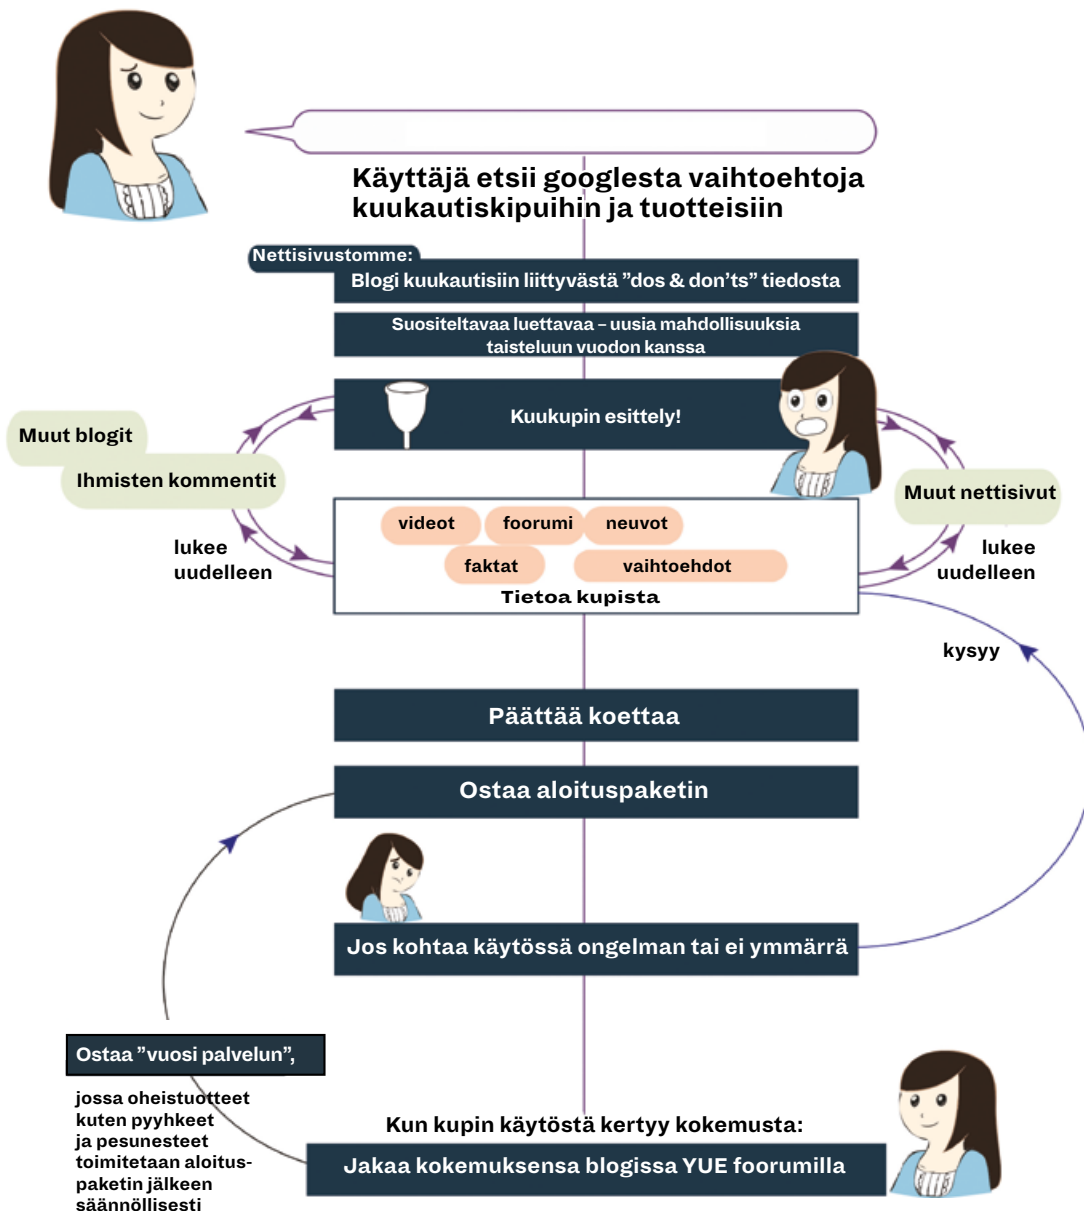 Käyttäjä etsii googlesta vaihtoehtoja
kuukautiskipuihin ja tuotteisiin
Nettisivustomme:
Blogi kuukautisiin liittyvästä ”dos & don’ts” tiedosta
Suositeltavaa luettavaa – uusia mahdollisuuksia
taisteluun vuodon kanssa
Kuukupin esittely!
Muut blogit
Ihmisten kommentit
Muut nettisivut
videot
foorumi
neuvot
faktat
vaihtoehdot
Tietoa kupista
lukee
uudelleen
lukee
uudelleen
kysyy
Päättää koettaa
Ostaa aloituspaketin
Jos kohtaa käytössä ongelman tai ei ymmärrä
Ostaa ”vuosi palvelun”,
jossa oheistuotteet
kuten pyyhkeet
ja pesunesteet
toimitetaan aloitus-
paketin jälkeen
säännöllisesti
Kun kupin käytöstä kertyy kokemusta:
Jakaa kokemuksensa blogissa YUE foorumilla